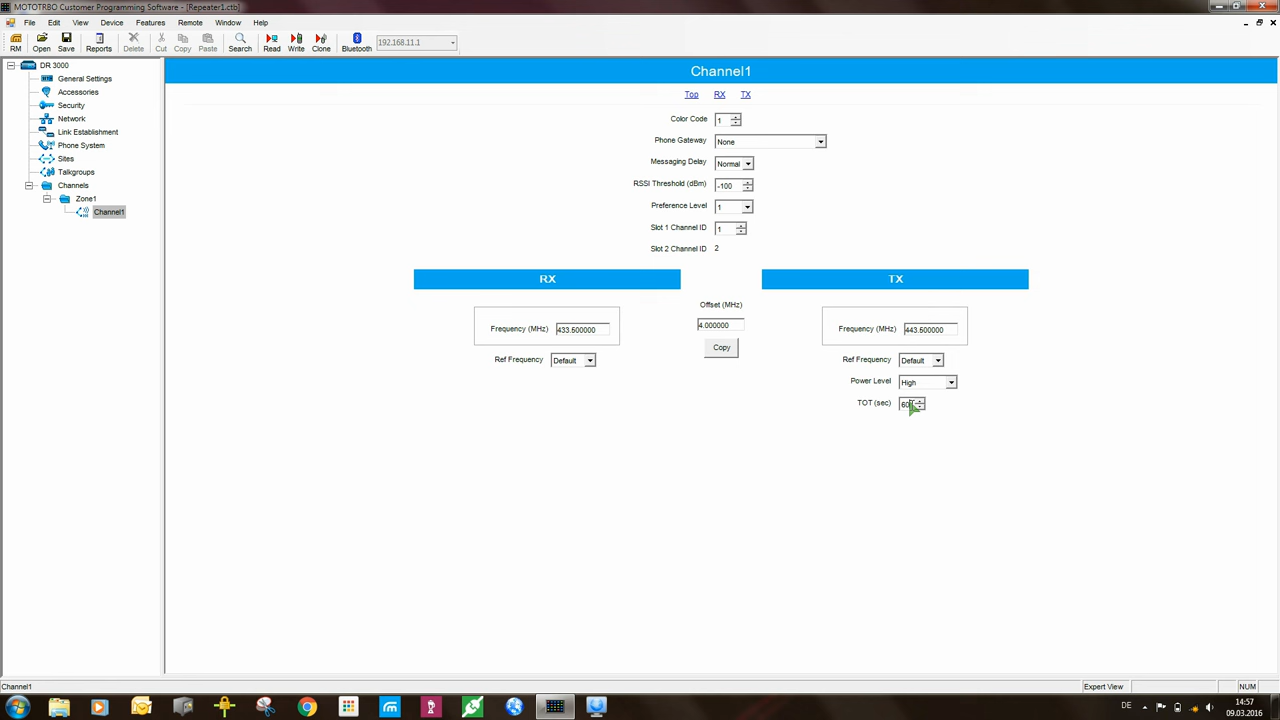 MOTOTRBO Customer Programming Software - [Repeater1.ctb]
File Edit View Device Features Remote Window Help
RM Open Save Reports Delete Cut Copy Paste Search Read Write Clone Bluetooth 192.168.11.1
DR 3000
General Settings
Accessories
Security
Network
Link Establishment
Phone System
Sites
Talkgroups
Channels
Zone1
Channel1
Channel1
Top RX TX
Color Code 1
Phone Gateway None
Messaging Delay Normal
RSSI Threshold (dBm) -100
Preference Level 1
Slot 1 Channel ID 1
Slot 2 Channel ID 2
RX
Frequency (MHz) 433.500000
Ref Frequency Default
Offset (MHz)
4.000000
Copy
TX
Frequency (MHz) 443.500000
Ref Frequency Default
Power Level High
TOT (sec) 60
Channel1 Expert View NUM
DE 14:57
09.03.2016